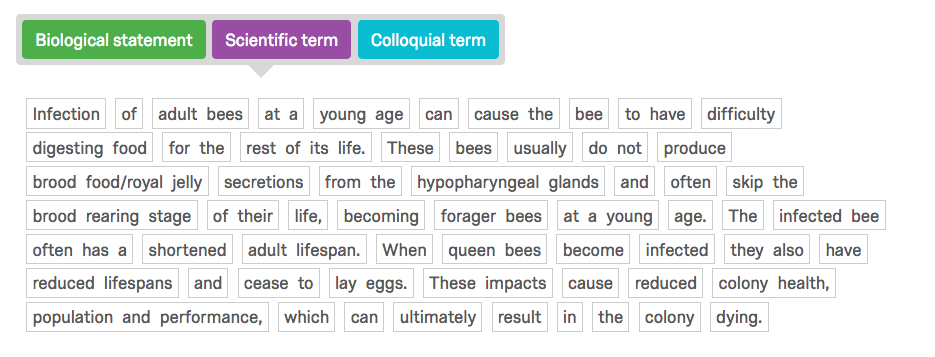 Biological statement Scientific term Colloquial term
Infection of adult bees at a young age can cause the bee to have difficulty
digesting food for the rest of its life. These bees usually do not produce
brood food/royal jelly secretions from the hypopharyngeal glands and often skip the
brood rearing stage of their life, becoming forager bees at a young age. The infected bee
often has a shortened adult lifespan. When queen bees become infected they also have
reduced lifespans and cease to lay eggs. These impacts cause reduced colony health,
population and performance, which can ultimately result in the colony dying.